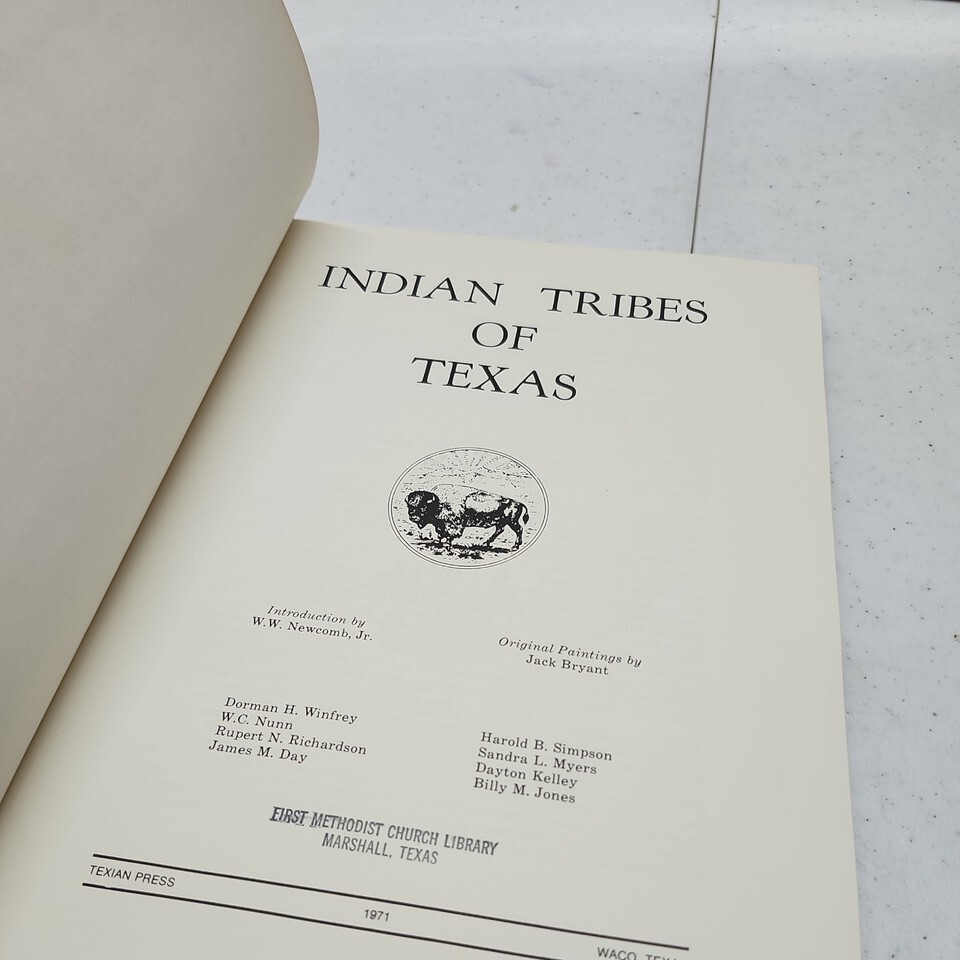 INDIAN TRIBES
OF
TEXAS
Introduction by
W.W. Newcomb, Jr.
Original Paintings by
Jack Bryant
Dorman H. Winfrey
W.C. Nunn
Rupert N. Richardson
James M. Day
Harold B. Simpson
Sandra L. Myers
Dayton Kelley
Billy M. Jones
FIRST METHODIST CHURCH LIBRARY
MARSHALL, TEXAS
TEXIAN PRESS
1971
WACO,